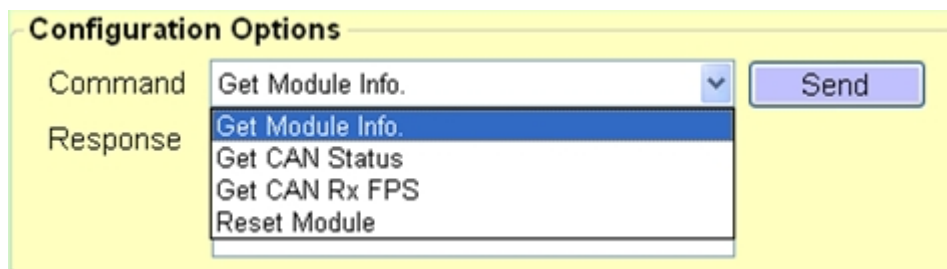 Configuration Options
Command Get Module Info. Send
Response Get Module Info.
Get CAN Status
Get CAN Rx FPS
Reset Module